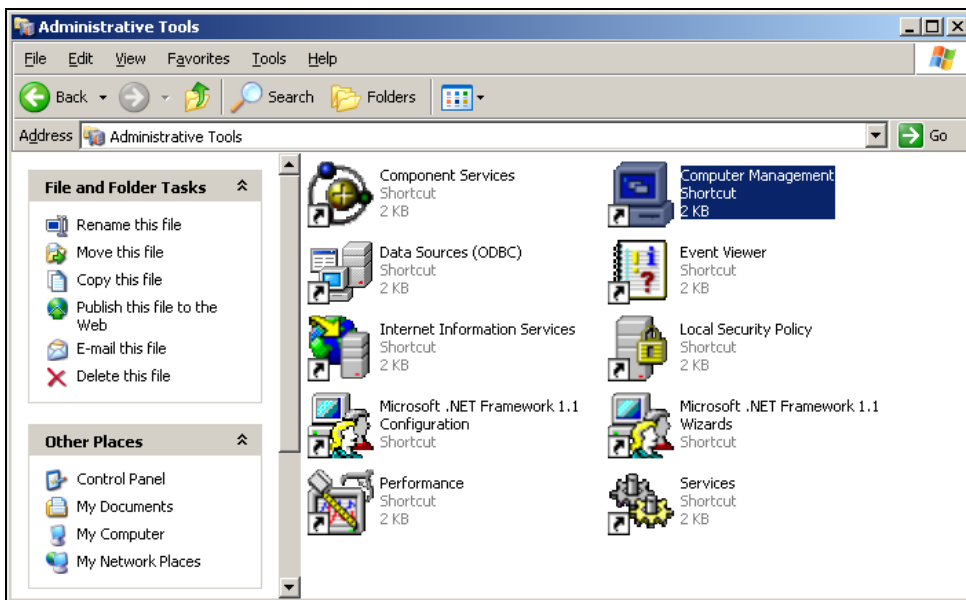 Administrative Tools
File Edit View Favorites Tools Help
Back Search Folders
Address Administrative Tools Go
File and Folder Tasks
Rename this file
Move this file
Copy this file
Publish this file to the
Web
E-mail this file
Delete this file
Other Places
Control Panel
My Documents
My Computer
My Network Places
Component Services
Shortcut
2 KB
Computer Management
Shortcut
2 KB
Data Sources (ODBC)
Shortcut
2 KB
Event Viewer
Shortcut
2 KB
Internet Information Services
Shortcut
2 KB
Local Security Policy
Shortcut
2 KB
Microsoft .NET Framework 1.1
Configuration
Shortcut
Microsoft .NET Framework 1.1
Wizards
Shortcut
Performance
Shortcut
2 KB
Services
Shortcut
2 KB